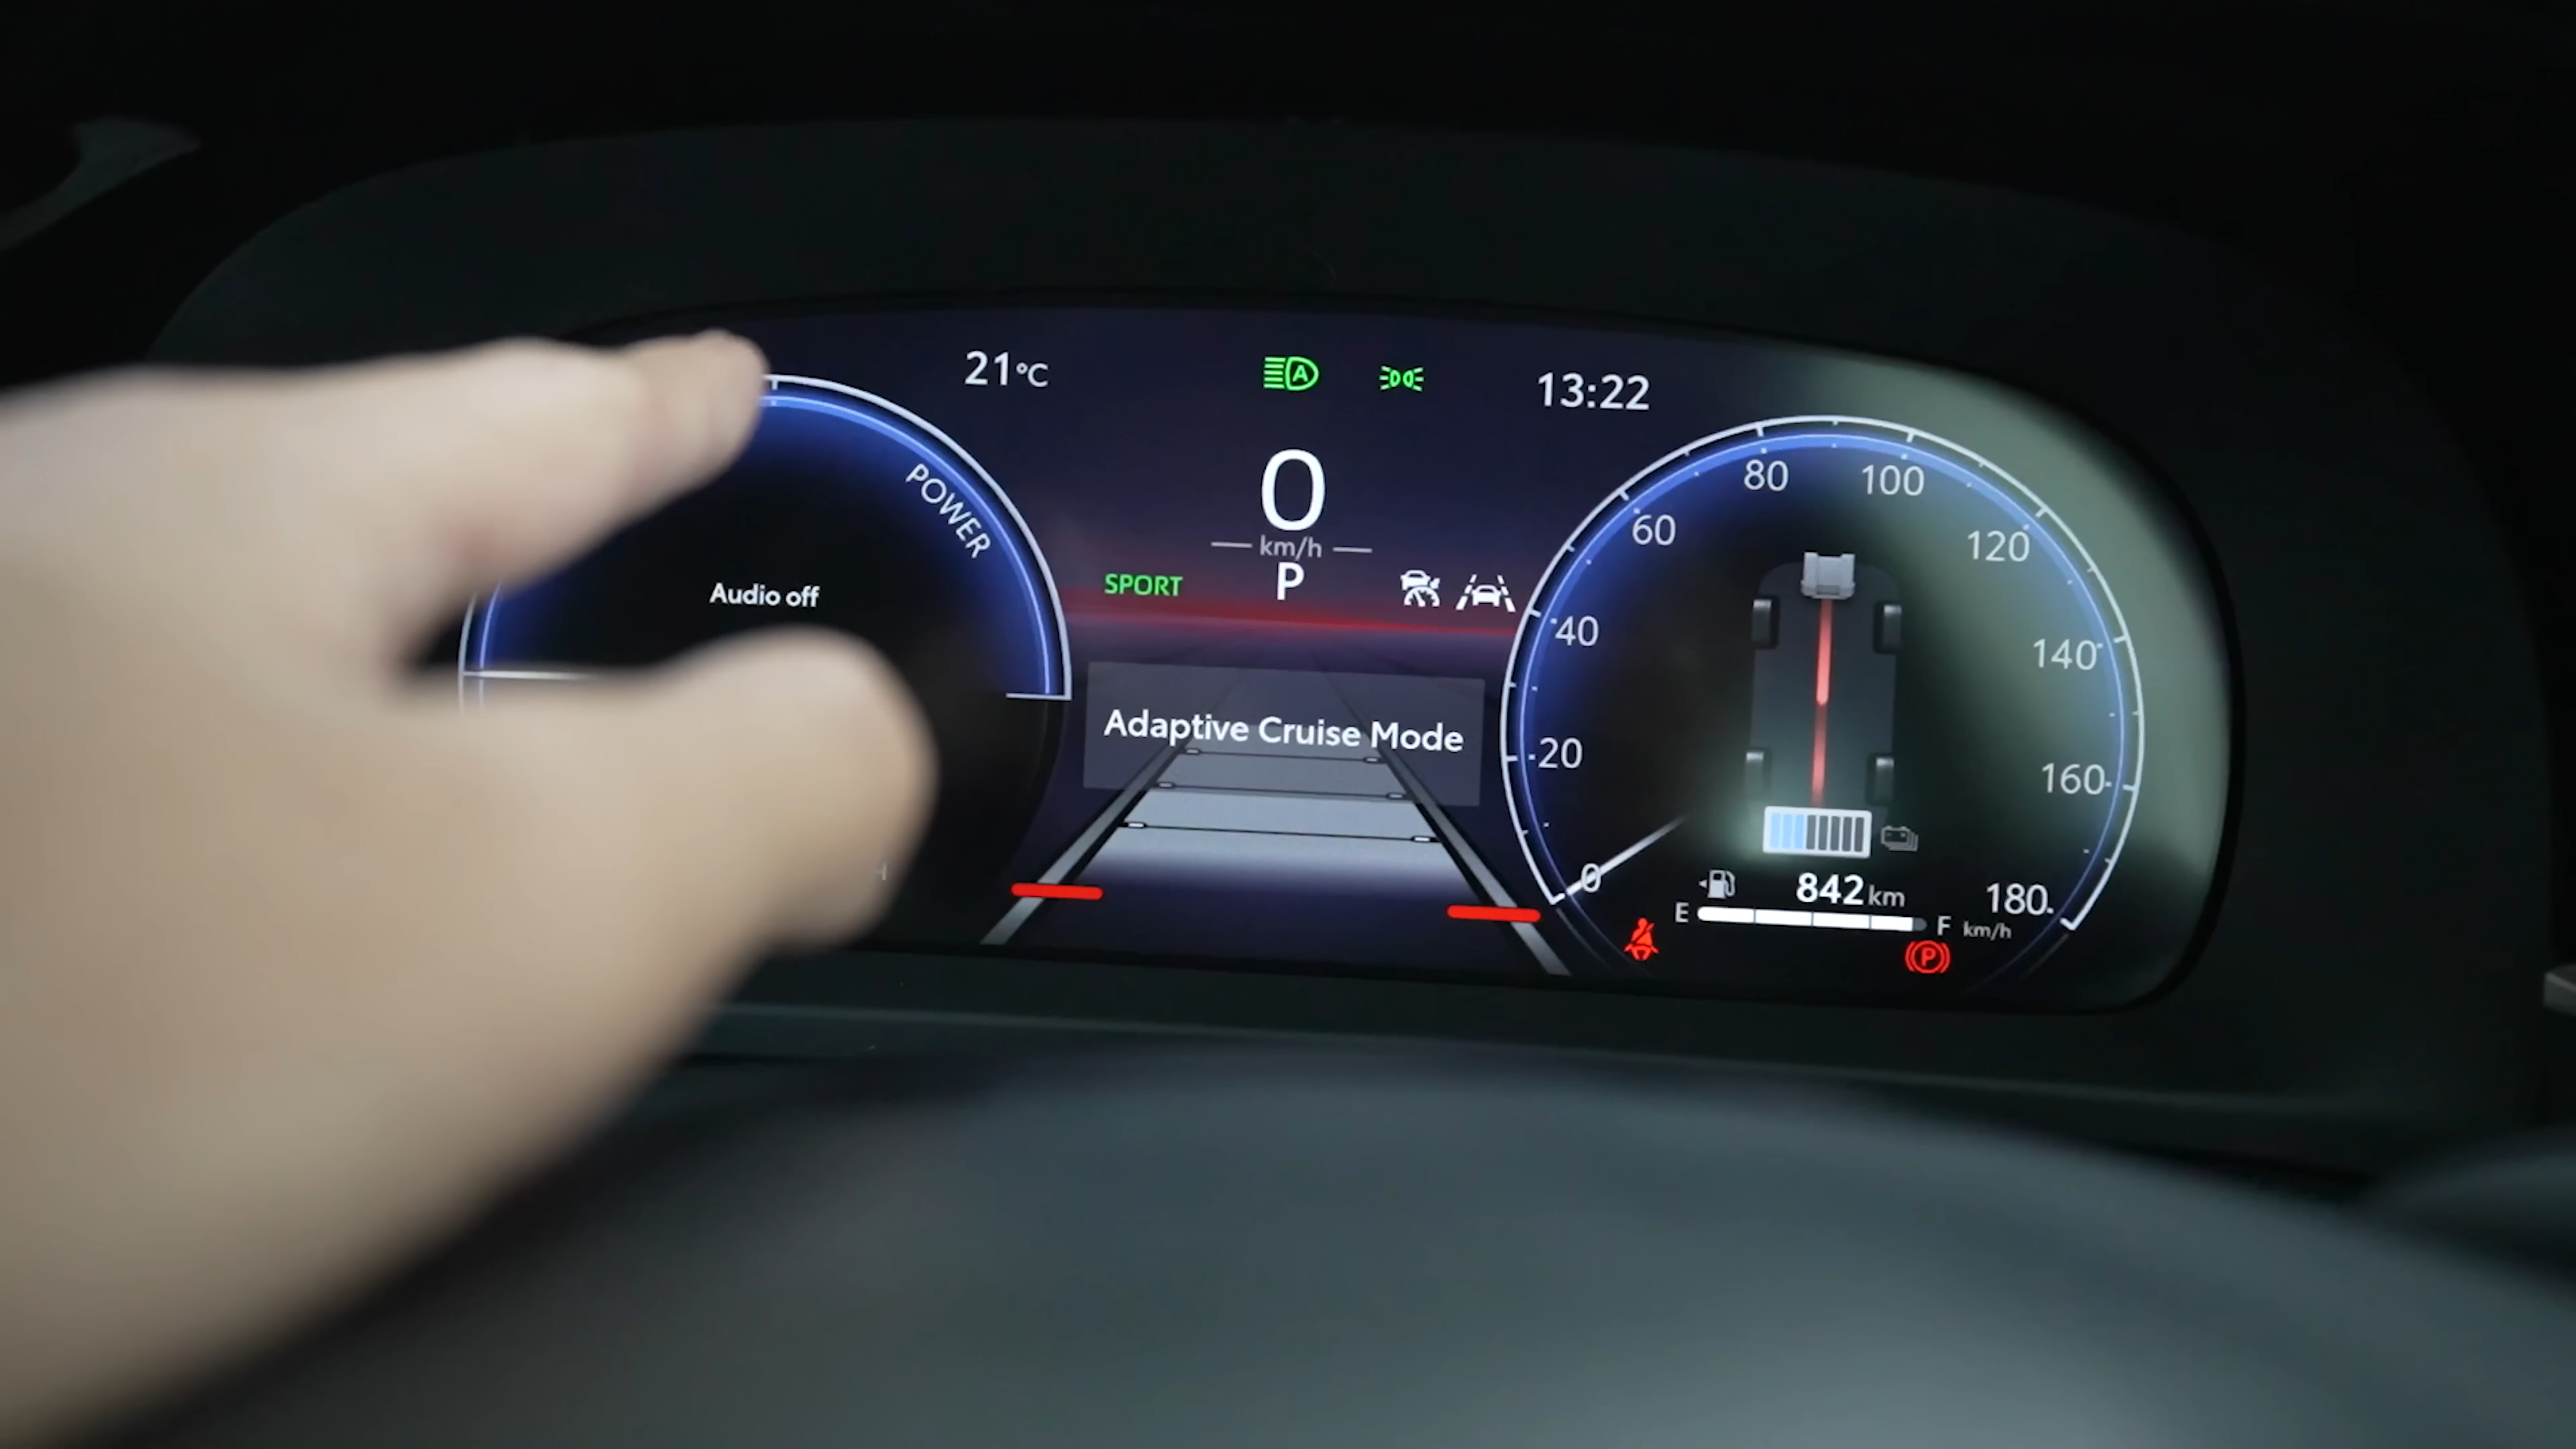 21°C
A
13:22
0
km/h
P
SPORT
POWER
Audio off
Adaptive Cruise Mode
0
20
40
60
80
100
120
140
160
180
km/h
842 km
E
F
P